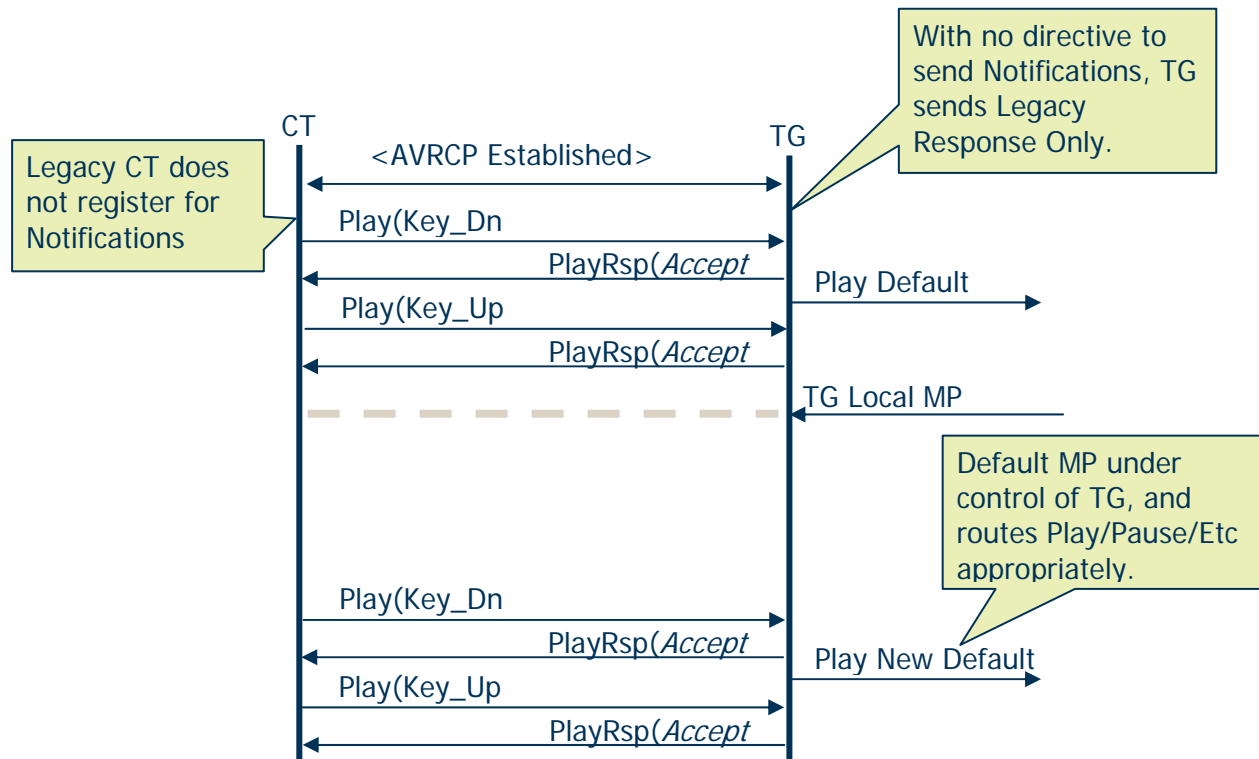 With no directive to
send Notifications, TG
sends Legacy
Response Only.
CT
TG
<AVRCP Established>
Legacy CT does
not register for
Notifications
Play(Key_Dn
PlayRsp(Accept
Play Default
Play(Key_Up
PlayRsp(Accept
TG Local MP
Default MP under
control of TG, and
routes Play/Pause/Etc
appropriately.
Play(Key_Dn
PlayRsp(Accept
Play New Default
Play(Key_Up
PlayRsp(Accept